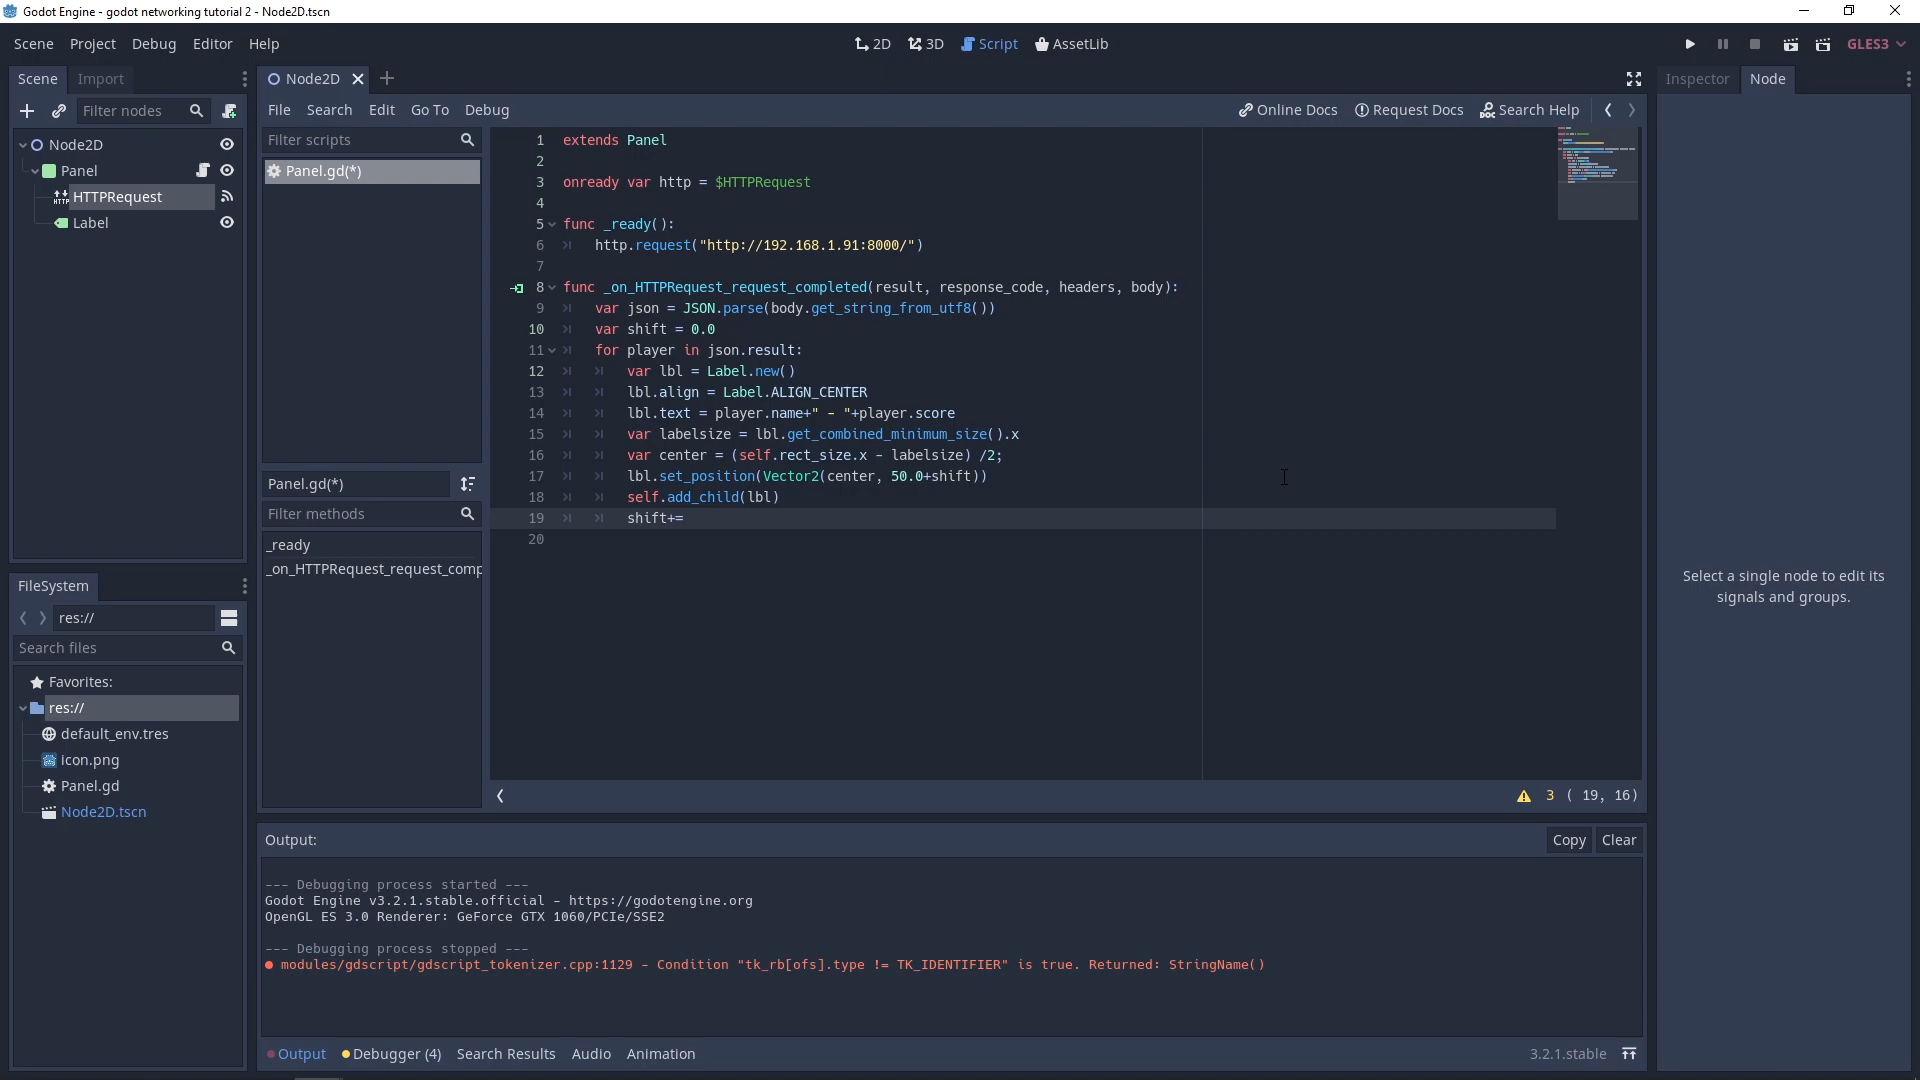 Godot Engine - godot networking tutorial 2 - Node2D.tscn
Scene Project Debug Editor Help
2D 3D Script AssetLib
GLES3
Scene Import
Node2D
Inspector Node
Filter nodes
File Search Edit Go To Debug
Online Docs Request Docs Search Help
Node2D
Panel
HTTPRequest
Label
Filter scripts
Panel.gd(*)
Panel.gd(*)
Filter methods
_ready
_on_HTTPRequest_request_comp
1 extends Panel
2
3 onready var http = $HTTPRequest
4
5 func _ready():
6 http.request("http://192.168.1.91:8000/")
7
8 func _on_HTTPRequest_request_completed(result, response_code, headers, body):
9 var json = JSON.parse(body.get_string_from_utf8())
10 var shift = 0.0
11 for player in json.result:
12 var lbl = Label.new()
13 lbl.align = Label.ALIGN_CENTER
14 lbl.text = player.name+" - "+player.score
15 var labelsize = lbl.get_combined_minimum_size().x
16 var center = (self.rect_size.x - labelsize) /2;
17 lbl.set_position(Vector2(center, 50.0+shift))
18 self.add_child(lbl)
19 shift+=
20
3 ( 19, 16)
Select a single node to edit its
signals and groups.
FileSystem
res://
Search files
Favorites:
res://
default_env.tres
icon.png
Panel.gd
Node2D.tscn
Output:
Copy Clear
--- Debugging process started ---
Godot Engine v3.2.1.stable.official - https://godotengine.org
OpenGL ES 3.0 Renderer: GeForce GTX 1060/PCIe/SSE2
--- Debugging process stopped ---
modules/gdscript/gdscript_tokenizer.cpp:1129 - Condition "tk_rb[ofs].type != TK_IDENTIFIER" is true. Returned: StringName()
Output Debugger (4) Search Results Audio Animation
3.2.1.stable